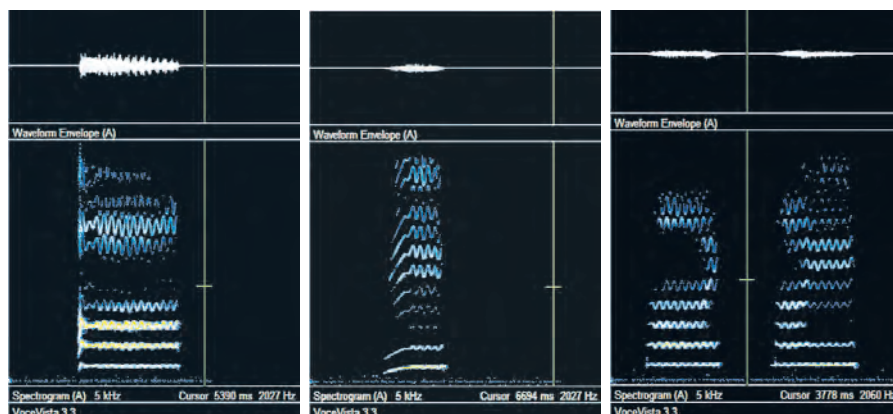 Waveform Envelope (A)
Spectrogram (A) 5 kHz Cursor 5390 ms 2027 Hz
VoceVista 3.3
Waveform Envelope (A)
Spectrogram (A) 5 kHz Cursor 6694 ms 2027 Hz
VoceVista 3.3
Waveform Envelope (A)
Spectrogram (A) 5 kHz Cursor 3778 ms 2060 Hz
VoceVista 3.3